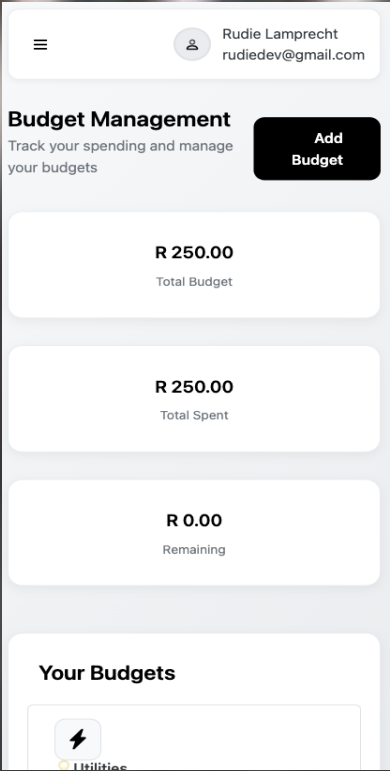 Rudie Lamprecht
rudiedev@gmail.com
Budget Management
Track your spending and manage
your budgets
Add
Budget
R 250.00
Total Budget
R 250.00
Total Spent
R 0.00
Remaining
Your Budgets
Utilities